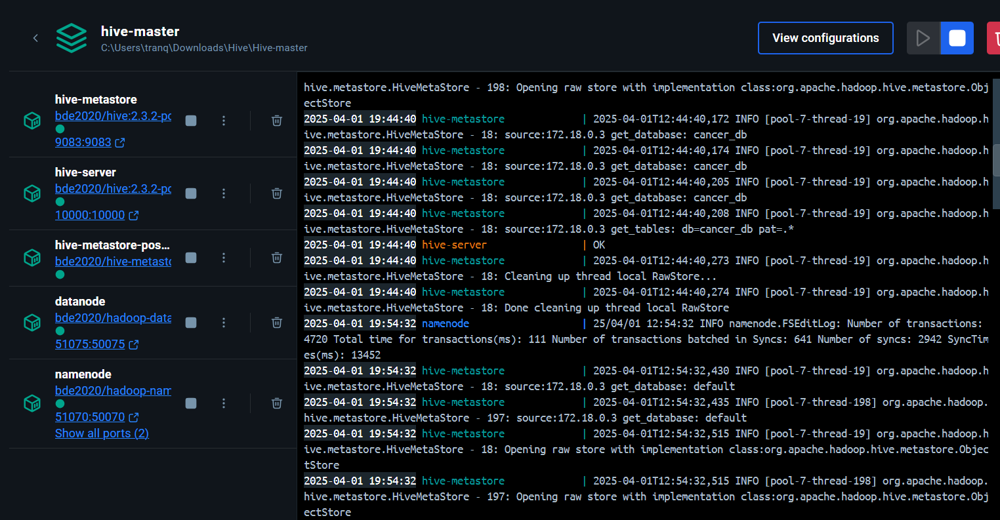 hive-master
C:\Users\tranq\Downloads\Hive\Hive-master
View configurations
hive-metastore
bde2020/hive:2.3.2-po
9083:9083
hive-server
bde2020/hive:2.3.2-po
10000:10000
hive-metastore-pos...
bde2020/hive-metasto
datanode
bde2020/hadoop-data
51075:50075
namenode
bde2020/hadoop-nam
51070:50070
Show all ports (2)
hive.metastore.HiveMetaStore - 198: Opening raw store with implementation class:org.apache.hadoop.hive.metastore.Obj
ectStore
2025-04-01 19:44:40 hive-metastore | 2025-04-01T12:44:40,172 INFO [pool-7-thread-19] org.apache.hadoop.h
ive.metastore.HiveMetaStore - 18: source:172.18.0.3 get_database: cancer_db
2025-04-01 19:44:40 hive-metastore | 2025-04-01T12:44:40,174 INFO [pool-7-thread-19] org.apache.hadoop.h
ive.metastore.HiveMetaStore - 18: source:172.18.0.3 get_database: cancer_db
2025-04-01 19:44:40 hive-metastore | 2025-04-01T12:44:40,205 INFO [pool-7-thread-19] org.apache.hadoop.h
ive.metastore.HiveMetaStore - 18: source:172.18.0.3 get_database: cancer_db
2025-04-01 19:44:40 hive-metastore | 2025-04-01T12:44:40,208 INFO [pool-7-thread-19] org.apache.hadoop.h
ive.metastore.HiveMetaStore - 18: source:172.18.0.3 get_tables: db=cancer_db pat=.*
2025-04-01 19:44:40 hive-server | OK
2025-04-01 19:44:40 hive-metastore | 2025-04-01T12:44:40,273 INFO [pool-7-thread-19] org.apache.hadoop.h
ive.metastore.HiveMetaStore - 18: Cleaning up thread local RawStore...
2025-04-01 19:44:40 hive-metastore | 2025-04-01T12:44:40,274 INFO [pool-7-thread-19] org.apache.hadoop.h
ive.metastore.HiveMetaStore - 18: Done cleaning up thread local RawStore
2025-04-01 19:54:32 namenode | 25/04/01 12:54:32 INFO namenode.FSEditLog: Number of transactions:
4720 Total time for transactions(ms): 111 Number of transactions batched in Syncs: 641 Number of syncs: 2942 SyncTim
es(ms): 13452
2025-04-01 19:54:32 hive-metastore | 2025-04-01T12:54:32,430 INFO [pool-7-thread-19] org.apache.hadoop.h
ive.metastore.HiveMetaStore - 18: source:172.18.0.3 get_database: default
2025-04-01 19:54:32 hive-metastore | 2025-04-01T12:54:32,435 INFO [pool-7-thread-198] org.apache.hadoop.
hive.metastore.HiveMetaStore - 197: source:172.18.0.3 get_database: default
2025-04-01 19:54:32 hive-metastore | 2025-04-01T12:54:32,515 INFO [pool-7-thread-19] org.apache.hadoop.h
ive.metastore.HiveMetaStore - 18: Opening raw store with implementation class:org.apache.hadoop.hive.metastore.Objec
tStore
2025-04-01 19:54:32 hive-metastore | 2025-04-01T12:54:32,515 INFO [pool-7-thread-198] org.apache.hadoop.
hive.metastore.HiveMetaStore - 197: Opening raw store with implementation class:org.apache.hadoop.hive.metastore.Obj
ectStore